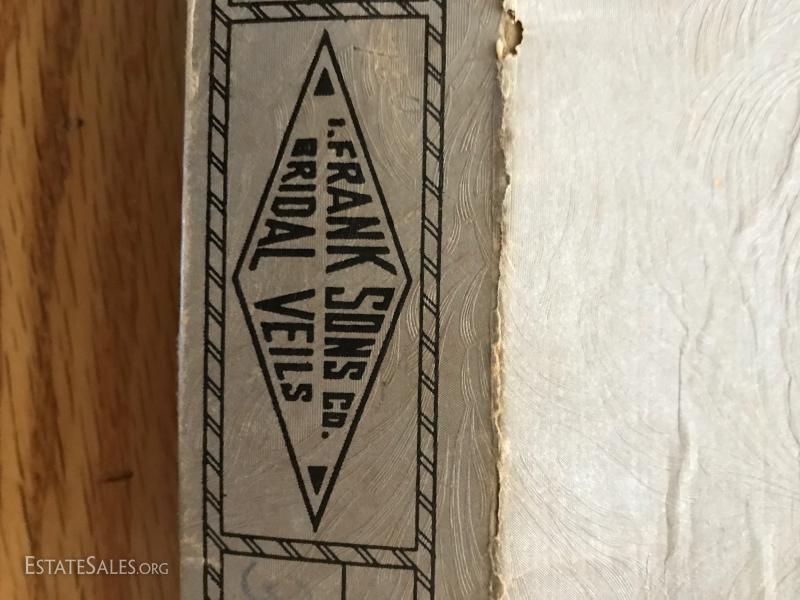 I. FRANK SONS CO.
BRIDAL VEILS
ESTATESALES.ORG